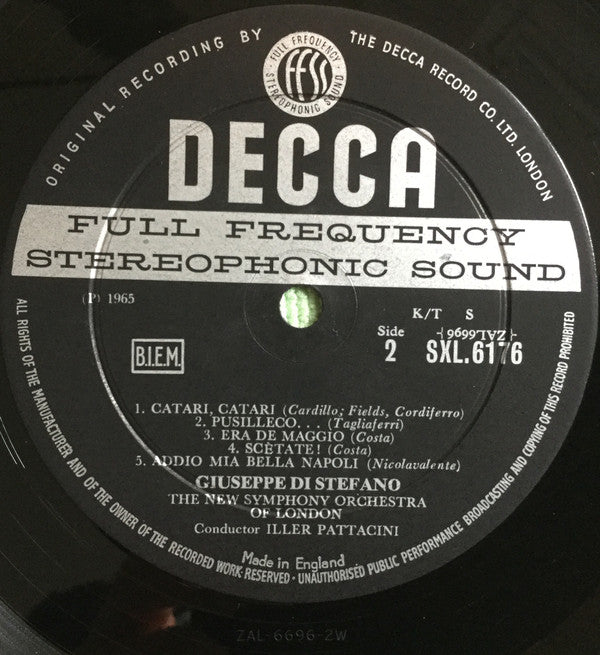 ORIGINAL RECORDING BY THE DECCA RECORD CO. LTD. LONDON
FULL FREQUENCY
FFSS
STEREOPHONIC SOUND
DECCA
FULL FREQUENCY
STEREOPHONIC SOUND
(P) 1965
K/T S
ZAL6696
Side
2 SXL.6176
B.I.E.M.
1. CATARI, CATARI (Cardillo; Fields, Cordiferro)
2. PUSILLECO... (Tagliaferri)
3. ERA DE MAGGIO (Costa)
4. SCÈTATE! (Costa)
5. ADDIO MIA BELLA NAPOLI (Nicolavalente)
GIUSEPPE DI STEFANO
THE NEW SYMPHONY ORCHESTRA
OF LONDON
Conductor ILLER PATTACINI
Made in England
ALL RIGHTS OF THE MANUFACTURER AND OF THE OWNER OF THE RECORDED WORK RESERVED · UNAUTHORISED PUBLIC PERFORMANCE BROADCASTING AND COPYING OF THIS RECORD PROHIBITED
ZAL-6696-2W